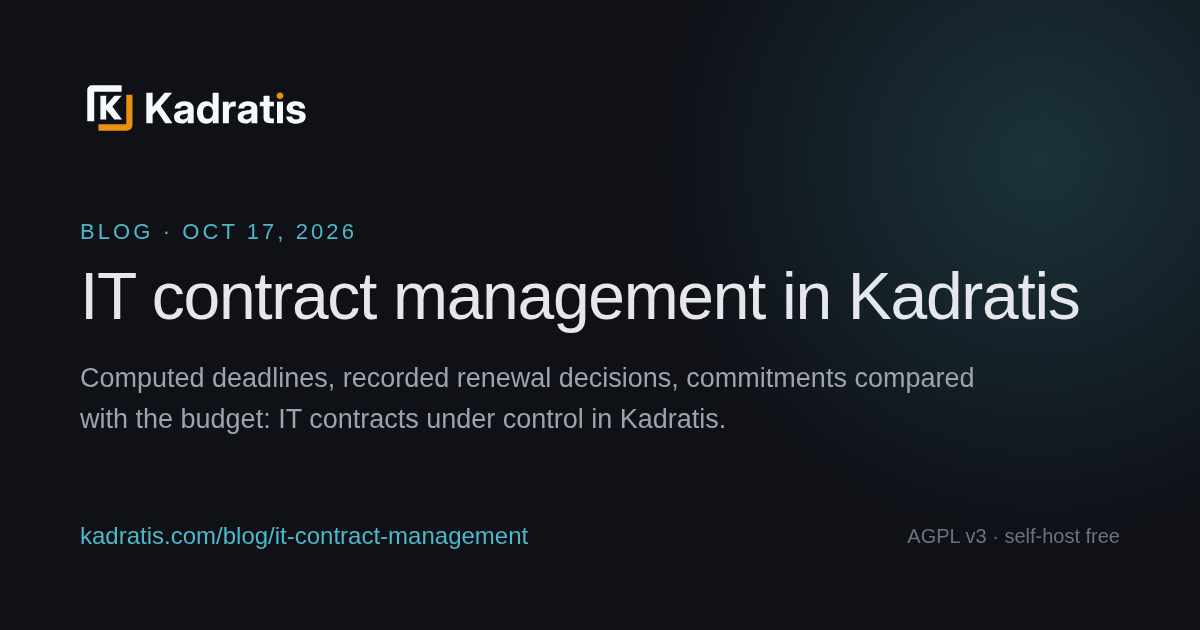 K Kadratis
BLOG · OCT 17, 2026
IT contract management in Kadratis
Computed deadlines, recorded renewal decisions, commitments compared
with the budget: IT contracts under control in Kadratis.
kadratis.com/blog/it-contract-management
AGPL v3 · self-host free